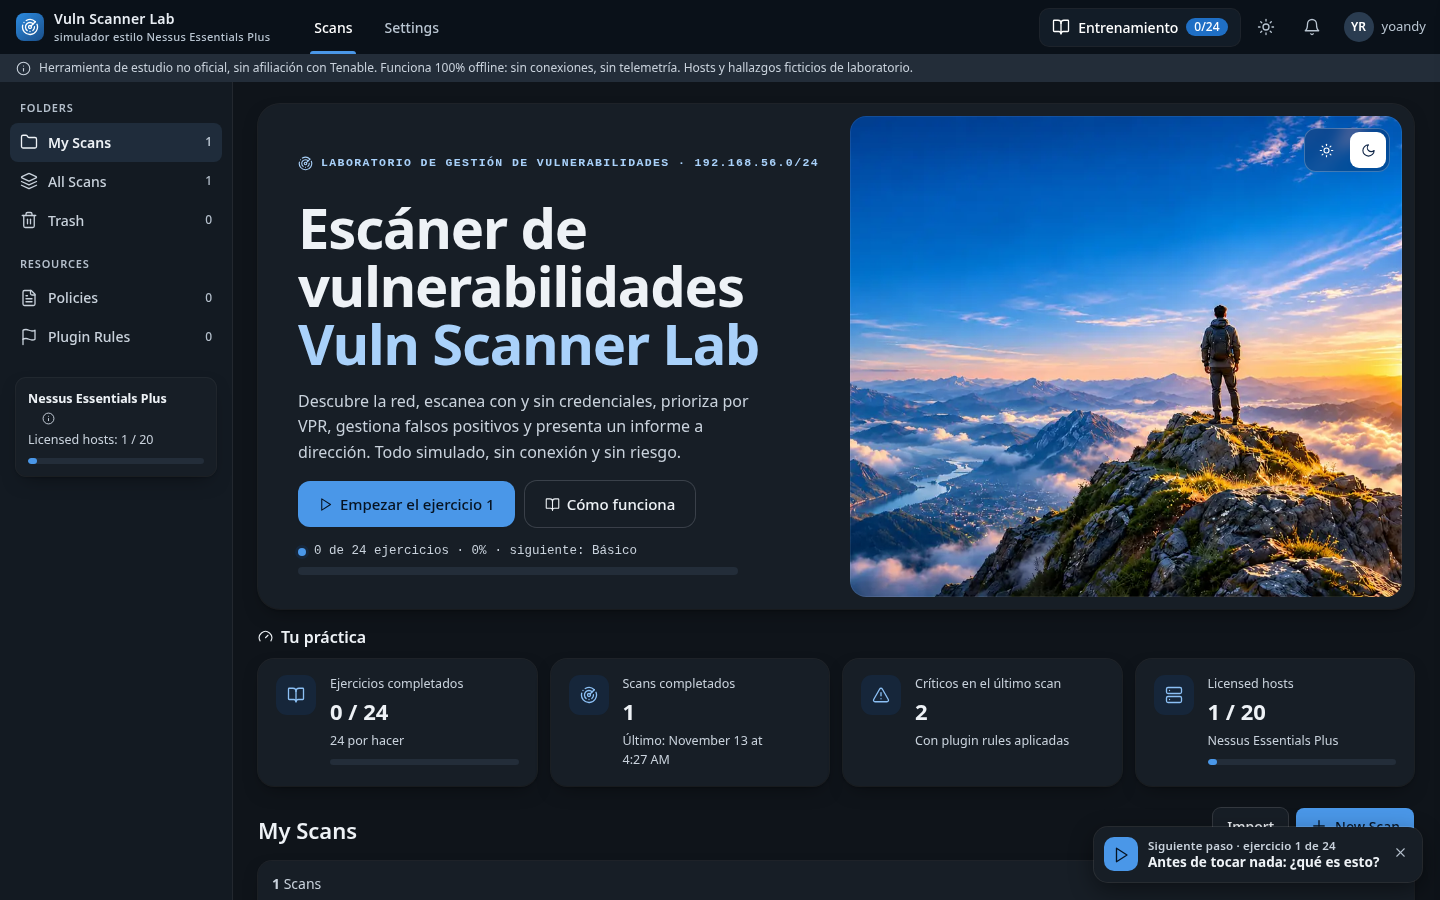 Vuln Scanner Lab
simulador estilo Nessus Essentials Plus
Scans
Settings
Entrenamiento 0/24
YR
yoandy
Herramienta de estudio no oficial, sin afiliación con Tenable. Funciona 100% offline: sin conexiones, sin telemetría. Hosts y hallazgos ficticios de laboratorio.
FOLDERS
My Scans 1
All Scans 1
Trash 0
RESOURCES
Policies 0
Plugin Rules 0
Nessus Essentials Plus
Licensed hosts: 1 / 20
LABORATORIO DE GESTIÓN DE VULNERABILIDADES · 192.168.56.0/24
Escáner de
vulnerabilidades
Vuln Scanner Lab
Descubre la red, escanea con y sin credenciales, prioriza por
VPR, gestiona falsos positivos y presenta un informe a
dirección. Todo simulado, sin conexión y sin riesgo.
Empezar el ejercicio 1
Cómo funciona
0 de 24 ejercicios · 0% · siguiente: Básico
Tu práctica
Ejercicios completados
0 / 24
24 por hacer
Scans completados
1
Último: November 13 at
4:27 AM
Críticos en el último scan
2
Con plugin rules aplicadas
Licensed hosts
1 / 20
Nessus Essentials Plus
My Scans
Import
New Scan
1 Scans
Siguiente paso · ejercicio 1 de 24
Antes de tocar nada: ¿qué es esto?